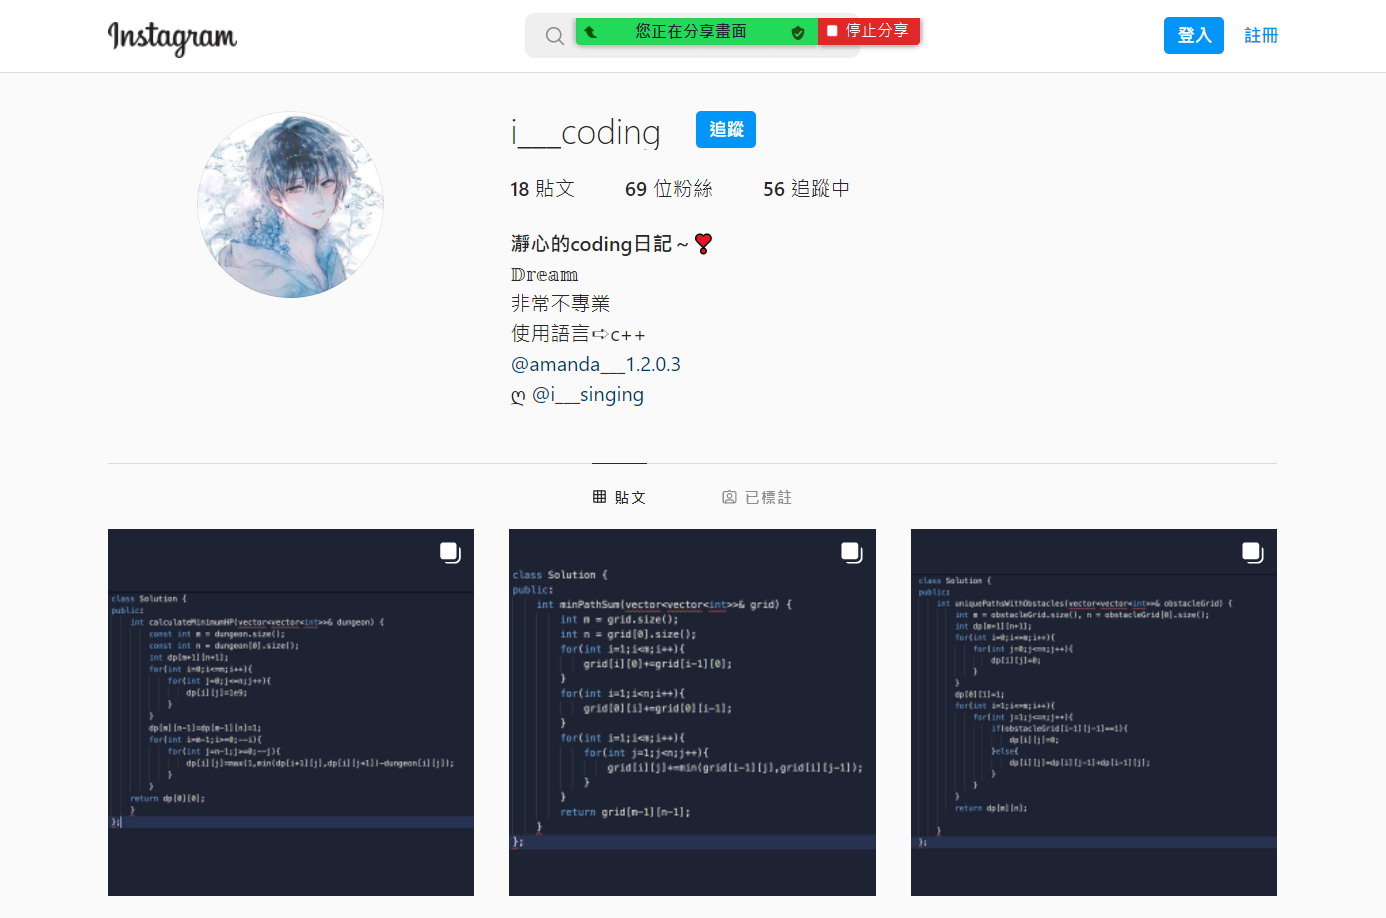 Instagram
您正在分享畫面
停止分享
登入
註冊
i___coding
追蹤
18 貼文
69 位粉絲
56 追蹤中
瀞心的coding日記～❣️
𝔻𝕣𝕖𝕒𝕞
非常不專業
使用語言➪c++
@amanda___1.2.0.3
ღ @i___singing
貼文
已標註
class Solution {
public:
int calculateMinimumHP(vector<vector<int>>& dungeon) {
const int m = dungeon.size();
const int n = dungeon[0].size();
int dp[m+1][n+1];
for(int i=0;i<=m;i++){
for(int j=0;j<=n;j++){
dp[i][j]=1e9;
}
}
dp[m][n-1]=dp[m-1][n]=1;
for(int i=m-1;i>=0;--i){
for(int j=n-1;j>=0;--j){
dp[i][j]=max(1,min(dp[i+1][j],dp[i][j+1])-dungeon[i][j]);
}
}
return dp[0][0];
}
};
class Solution {
public:
int minPathSum(vector<vector<int>>& grid) {
int m = grid.size();
int n = grid[0].size();
for(int i=1;i<m;i++){
grid[i][0]+=grid[i-1][0];
}
for(int i=1;i<n;i++){
grid[0][i]+=grid[0][i-1];
}
for(int i=1;i<m;i++){
for(int j=1;j<n;j++){
grid[i][j]+=min(grid[i-1][j],grid[i][j-1]);
}
}
return grid[m-1][n-1];
}
};
class Solution {
public:
int uniquePathsWithObstacles(vector<vector<int>>& obstacleGrid) {
int m = obstacleGrid.size(), n = obstacleGrid[0].size();
int dp[m+1][n+1];
for(int i=0;i<=m;i++){
for(int j=0;j<=n;j++){
dp[i][j]=0;
}
}
dp[0][1]=1;
for(int i=1;i<=m;i++){
for(int j=1;j<=n;j++){
if(obstacleGrid[i-1][j-1]==1){
dp[i][j]=0;
}else{
dp[i][j]=dp[i][j-1]+dp[i-1][j];
}
}
}
return dp[m][n];
}
};